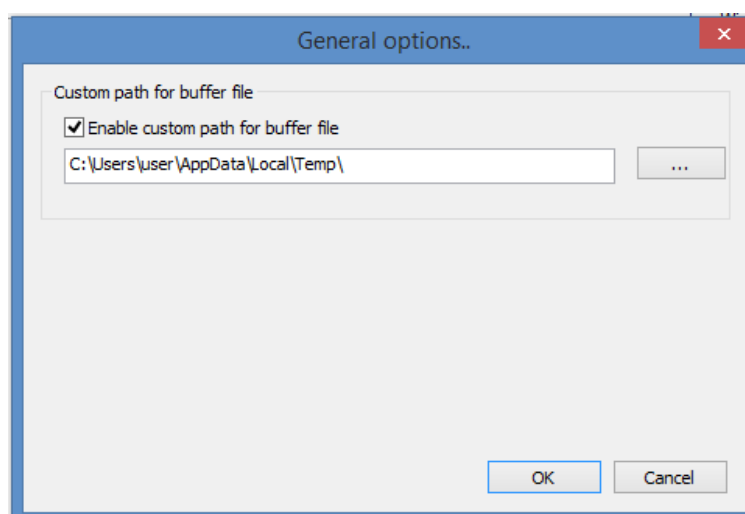 General options..
Custom path for buffer file
Enable custom path for buffer file
C:\Users\user\AppData\Local\Temp\
...
OK
Cancel